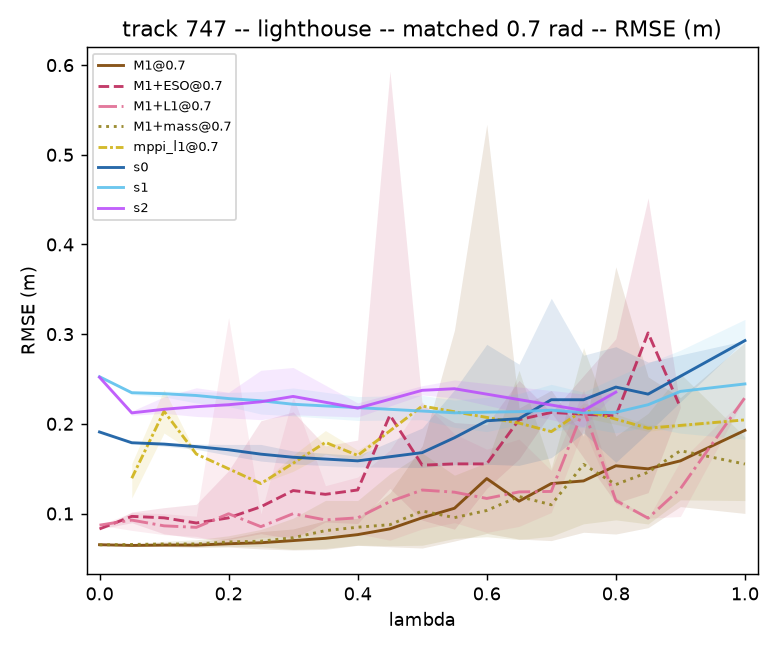 track 747 -- lighthouse -- matched 0.7 rad -- RMSE (m)
M1@0.7
M1+ESO@0.7
M1+L1@0.7
M1+mass@0.7
mppi_l1@0.7
s0
s1
s2
RMSE (m)
0.6
0.5
0.4
0.3
0.2
0.1
0.0 0.2 0.4 0.6 0.8 1.0
lambda